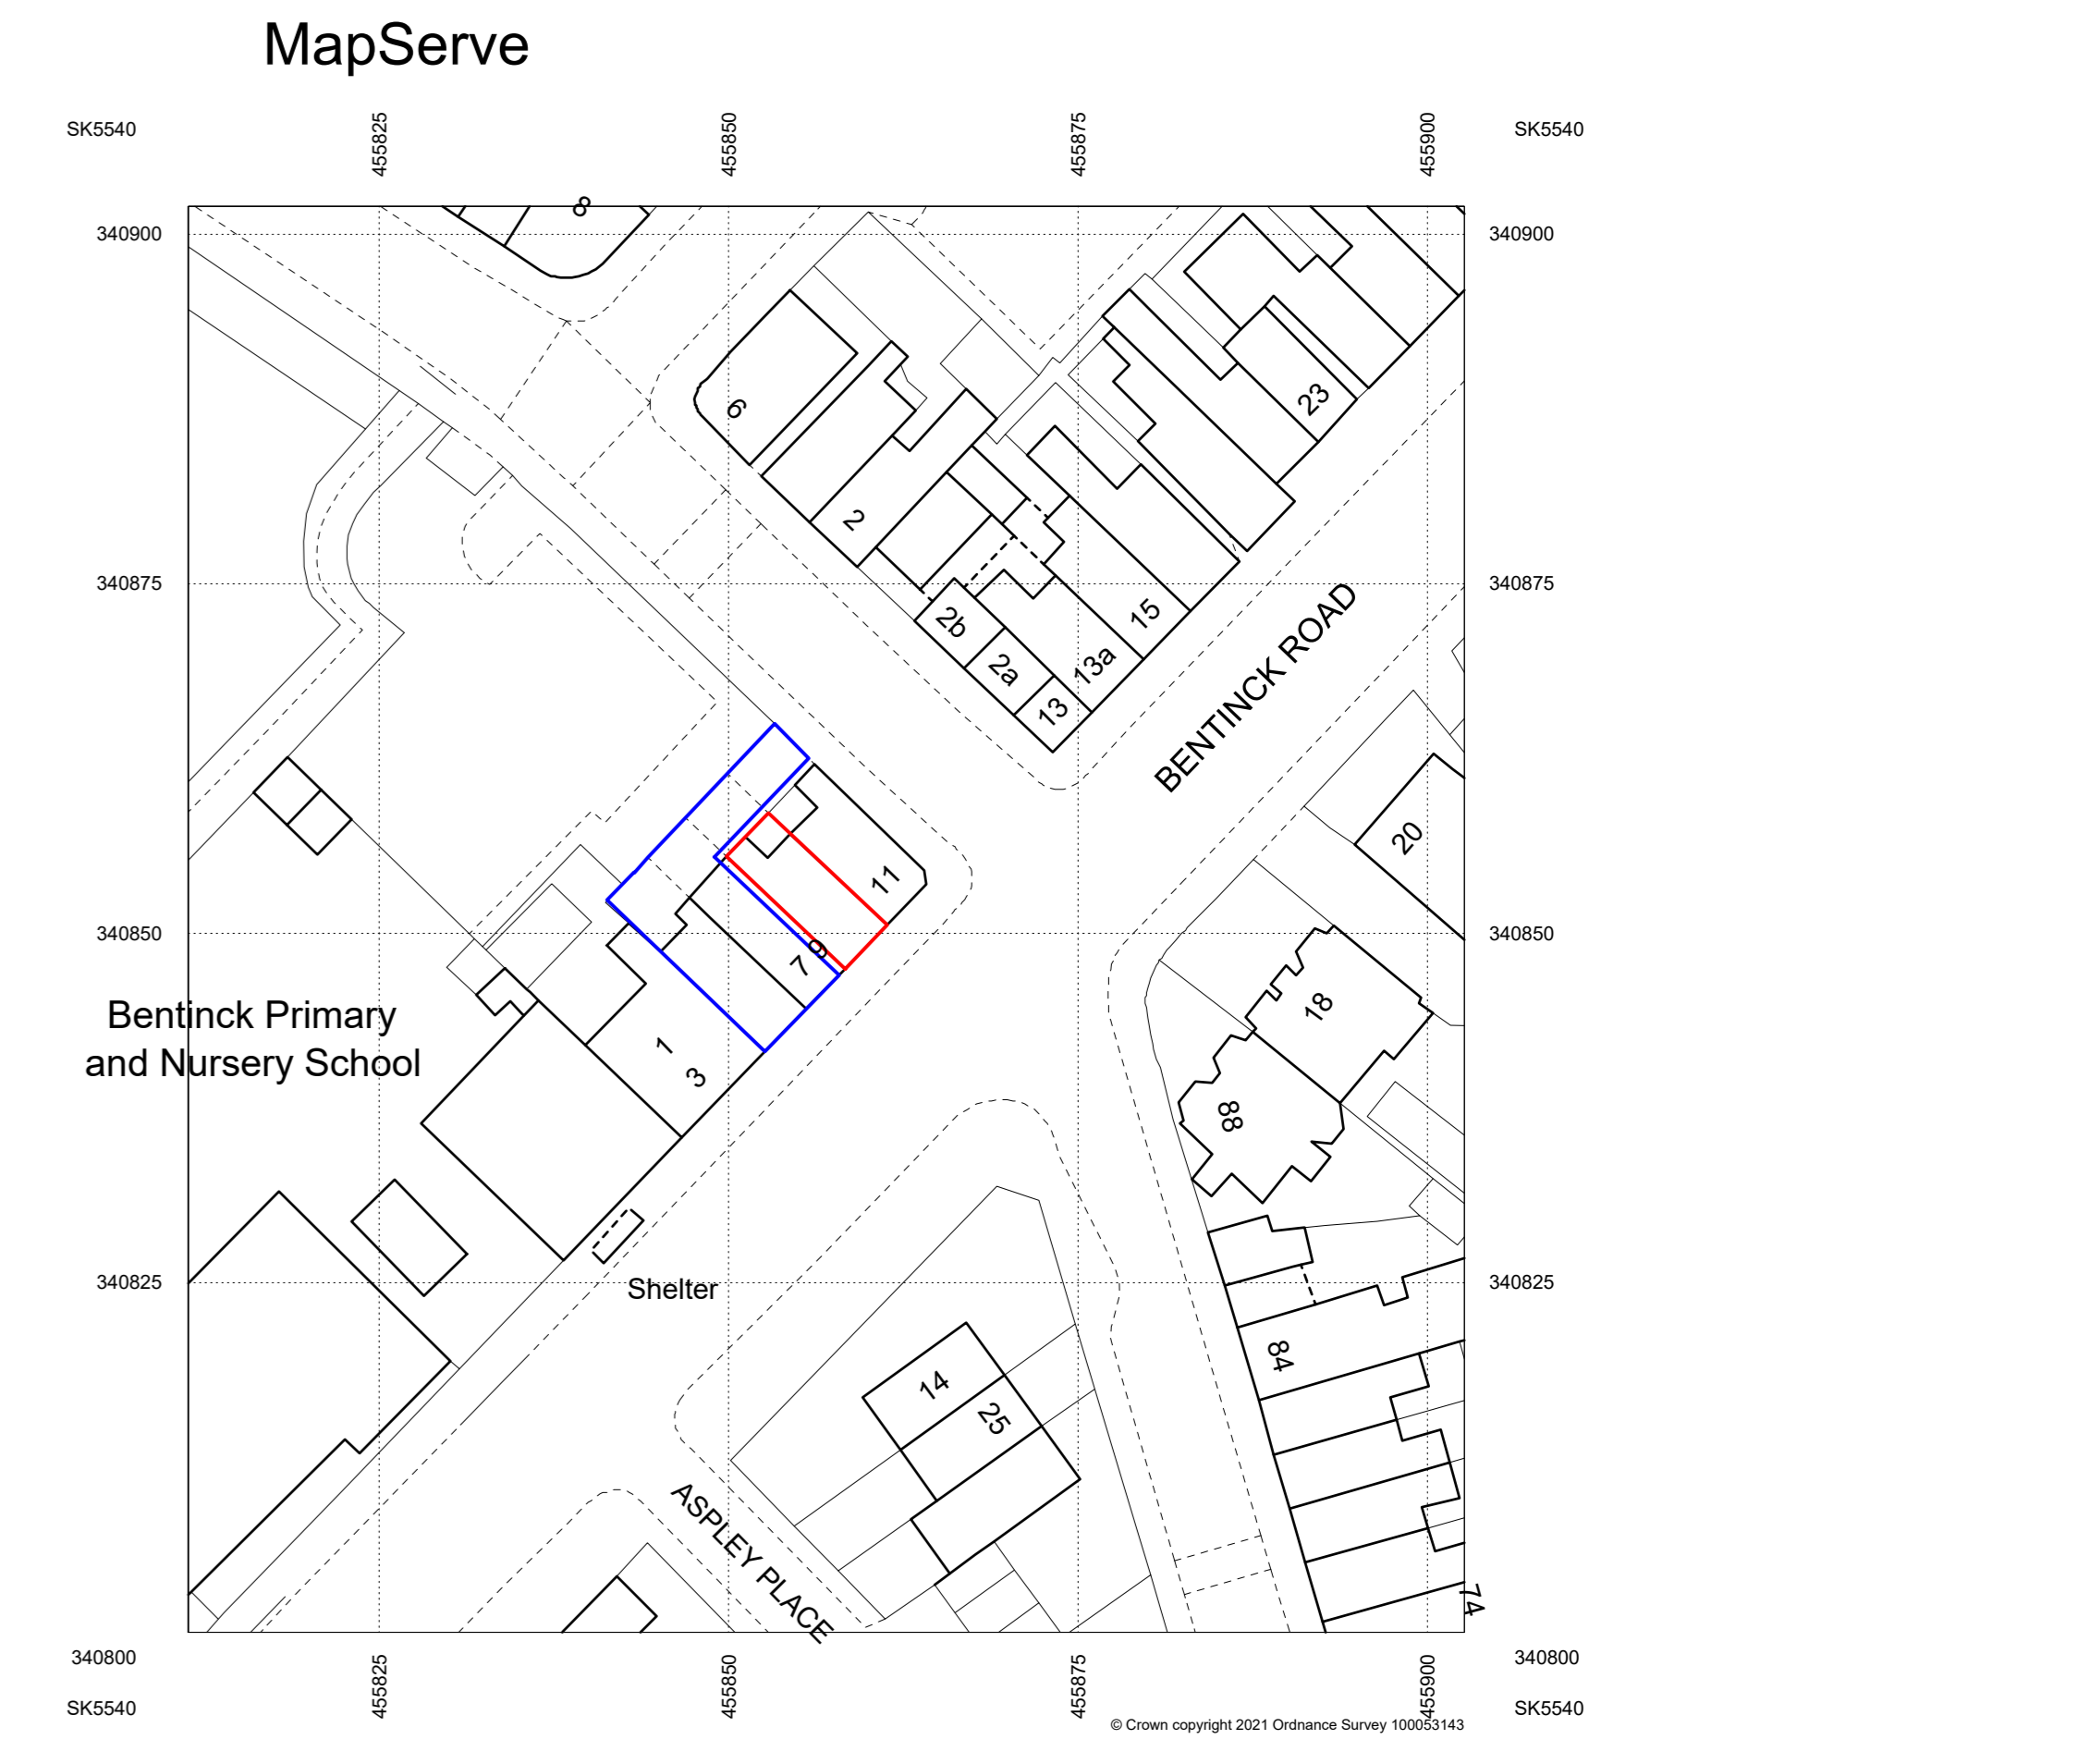 MapServe
SK5540
455825
455850
455875
455900
SK5540
340900
340900
8
6
2
23
340875
340875
2b
2a
13
13a
15
BENTINCK ROAD
20
11
340850
340850
9
7
18
Bentinck Primary
and Nursery School
1
3
88
340825
340825
Shelter
84
14
25
ASPLEY PLACE
74
340800
340800
SK5540
455825
455850
455875
455900
SK5540
© Crown copyright 2021 Ordnance Survey 100053143